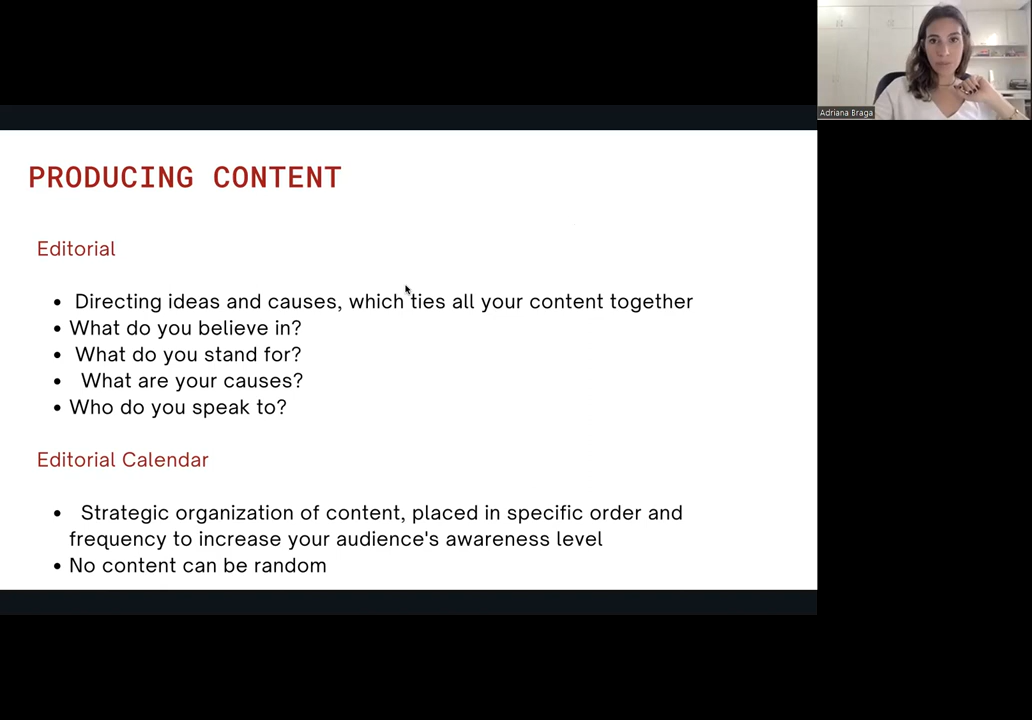 Adriana Braga
PRODUCING CONTENT
Editorial
• Directing ideas and causes, which ties all your content together
• What do you believe in?
• What do you stand for?
• What are your causes?
• Who do you speak to?
Editorial Calendar
• Strategic organization of content, placed in specific order and
frequency to increase your audience's awareness level
• No content can be random